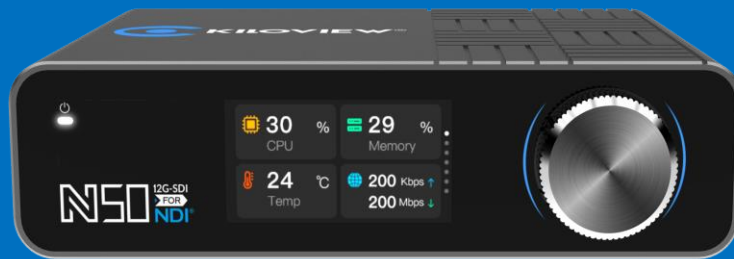 KILOVIEW®
30 %
CPU
29 %
Memory
24 °C
Temp
200 Kbps ↑
200 Mbps ↓
N50
12G-SDI
FOR
NDI®